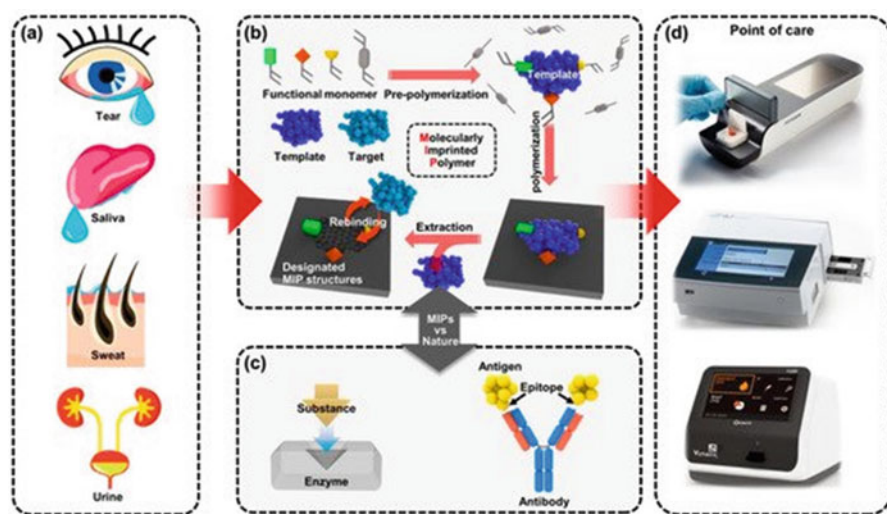 (a)
Tear
Saliva
Sweat
Urine
(b)
Functional monomer
Pre-polymerization
Template
Template
Target
Molecularly
Imprinted
Polymer
polymerization
Rebinding
Extraction
Designated
MIP structures
MIPs
vs
Nature
(c)
Substance
Enzyme
Antigen
Epitope
Antibody
(d)
Point of care